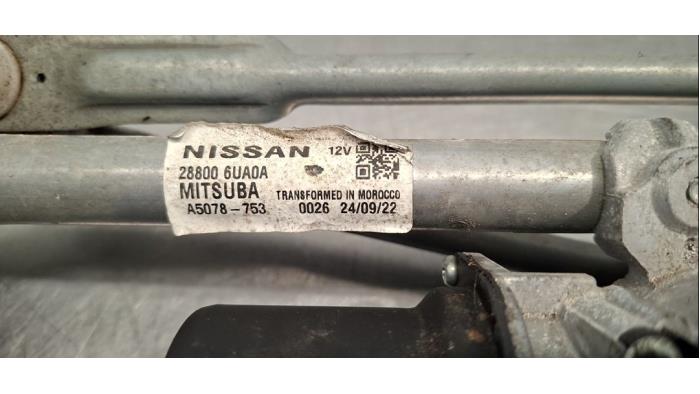 NISSAN 12V
28800 6UA0A
MITSUBA TRANSFORMED IN MOROCCO
A5078-753 0026 24/09/22